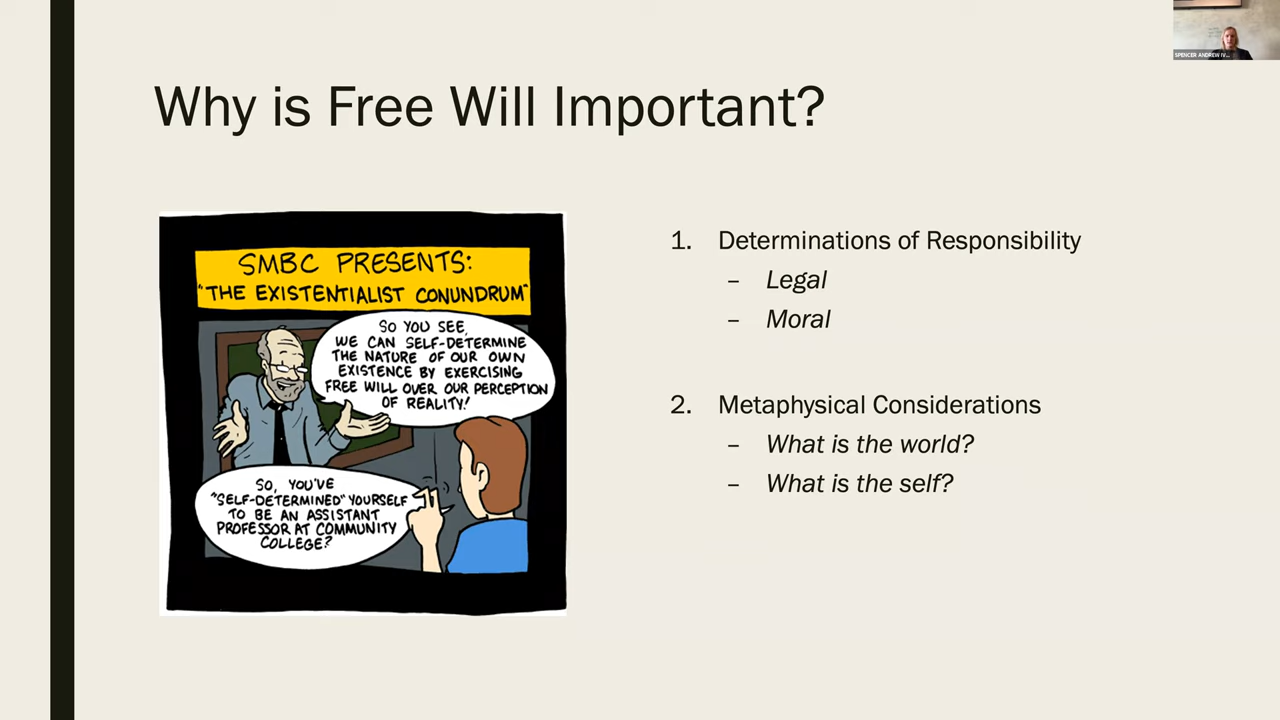 SPENCER ANDREW IV...
Why is Free Will Important?
SMBC PRESENTS:
"THE EXISTENTIALIST CONUNDRUM"
SO YOU SEE,
WE CAN SELF-DETERMINE
THE NATURE OF OUR OWN
EXISTENCE BY EXERCISING
FREE WILL OVER OUR PERCEPTION
OF REALITY!
SO, YOU'VE
"SELF-DETERMINED" YOURSELF
TO BE AN ASSISTANT
PROFESSOR AT COMMUNITY
COLLEGE?
1. Determinations of Responsibility
– Legal
– Moral
2. Metaphysical Considerations
– What is the world?
– What is the self?